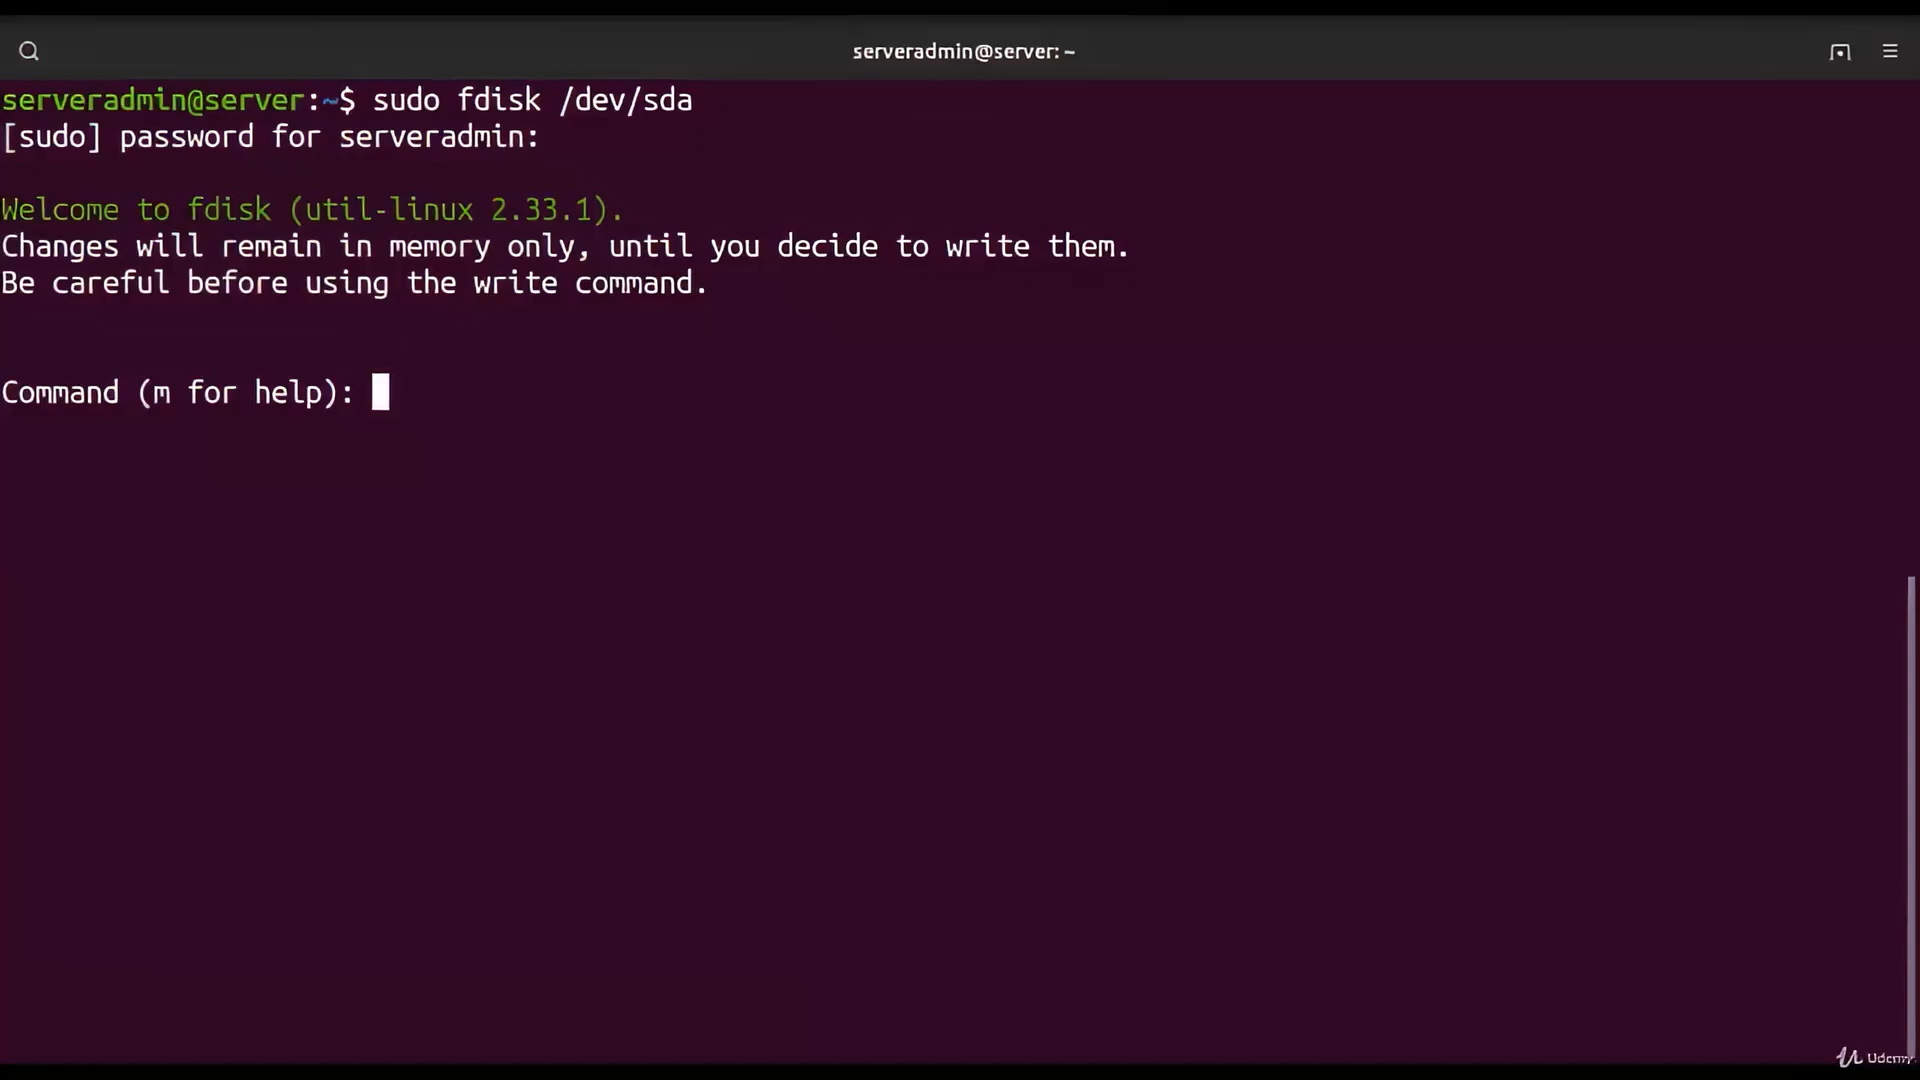 serveradmin@server: ~
serveradmin@server:~$ sudo fdisk /dev/sda
[sudo] password for serveradmin:
Welcome to fdisk (util-linux 2.33.1).
Changes will remain in memory only, until you decide to write them.
Be careful before using the write command.
Command (m for help):
Udemy